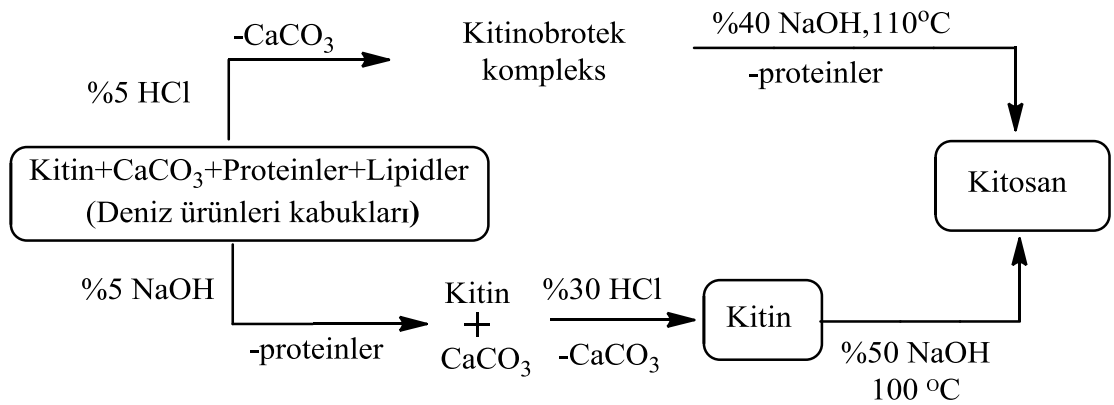 -CaCO₃
Kitinobrotek
kompleks
%40 NaOH,110°C
-proteinler
%5 HCl
Kitin+CaCO₃+Proteinler+Lipidler
(Deniz ürünleri kabukları)
Kitosan
%5 NaOH
-proteinler
Kitin
+
CaCO₃
%30 HCl
-CaCO₃
Kitin
%50 NaOH
100 °C